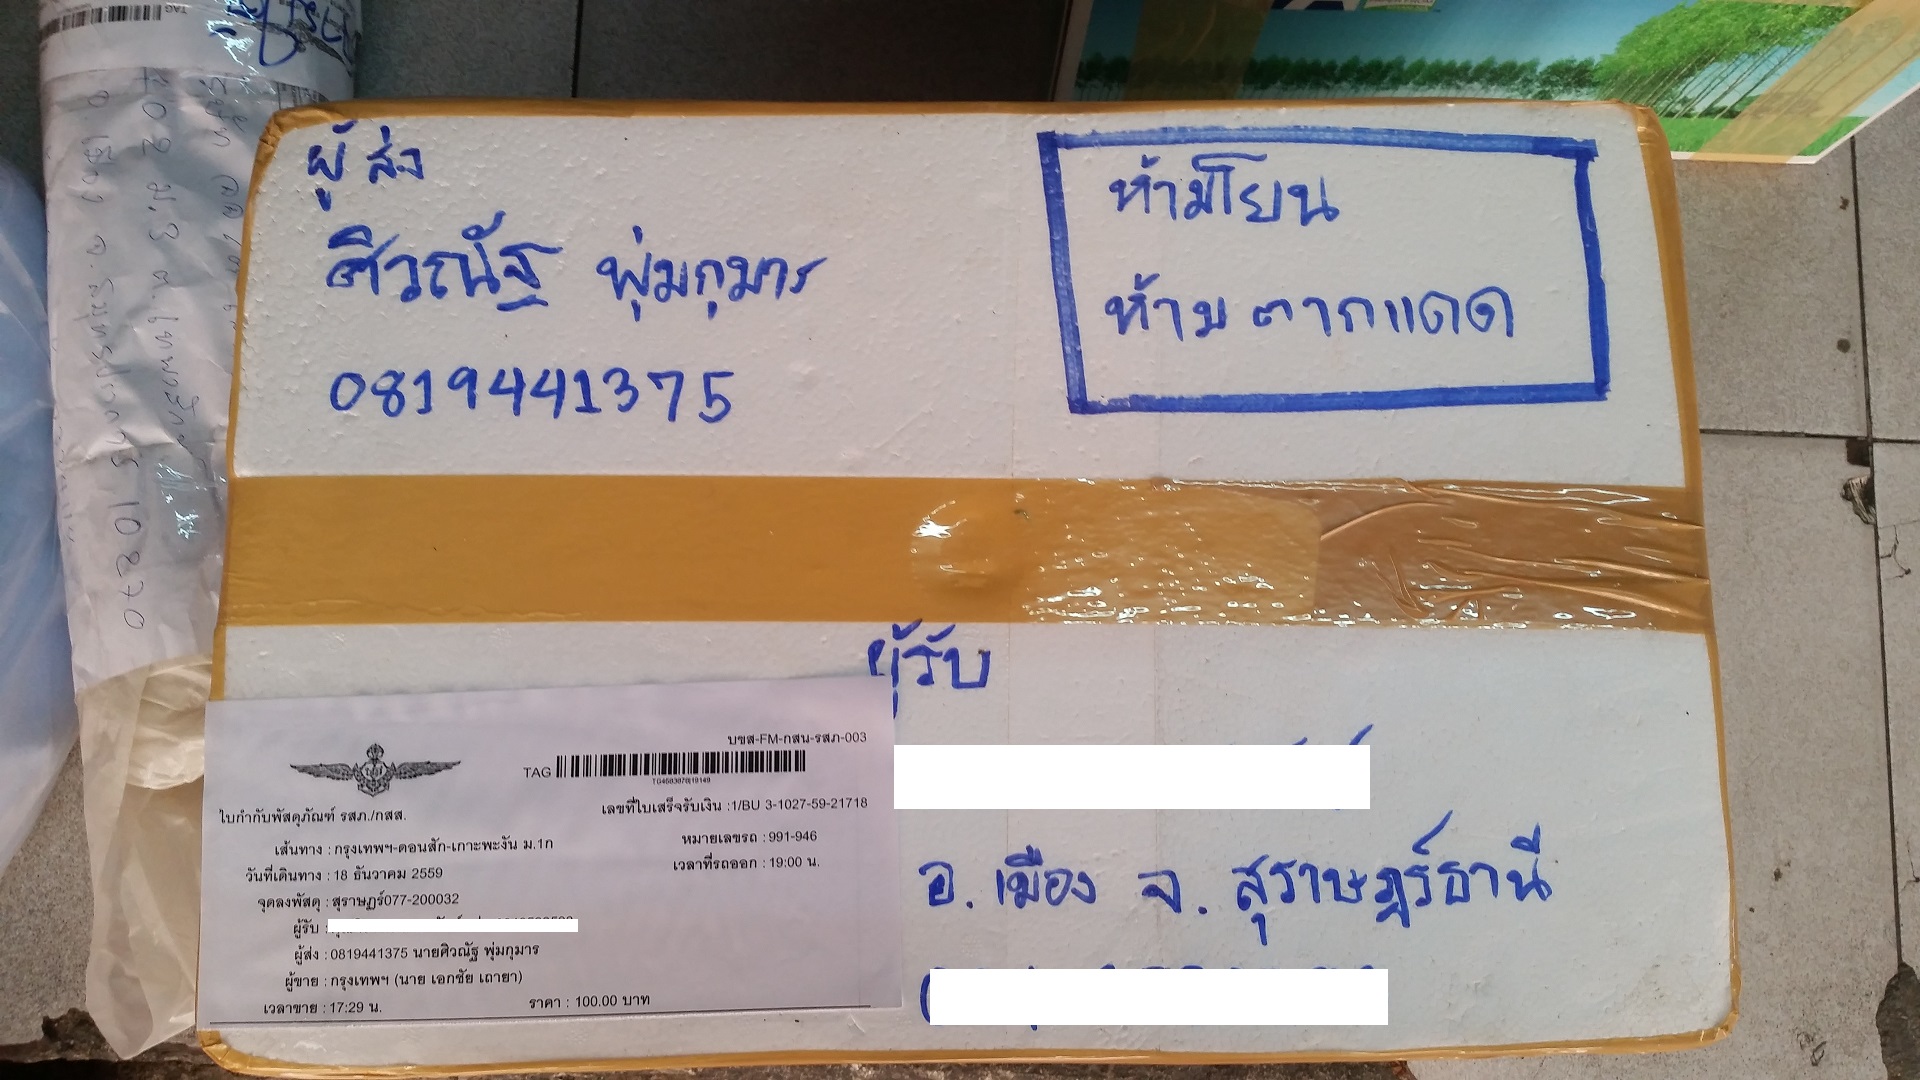 ผู้ส่ง
ศิวณัฐ พุ่มกุมาร
0819441375
ห้ามโยน
ห้ามตากแดด
ผู้รับ
อ.เมือง จ.สุราษฎร์ธานี
บขส-FM-กสน-รสภ-003
TAG
ใบกำกับพัสดุภัณฑ์ รสภ./กสส.
เลขที่ใบเสร็จรับเงิน :1/BU 3-1027-59-21718
เส้นทาง : กรุงเทพฯ-ดอนสัก-เกาะพะงัน ม.1ก
หมายเลขรถ : 991-946
วันที่เดินทาง : 18 ธันวาคม 2559
เวลาที่รถออก : 19:00 น.
จุดลงพัสดุ : สุราษฎร์077-200032
ผู้รับ :
ผู้ส่ง : 0819441375 นายศิวณัฐ พุ่มกุมาร
ผู้ขาย : กรุงเทพฯ (นาย เอกชัย เถายา)
เวลาขาย : 17:29 น.
ราคา : 100.00 บาท
TAG
10270